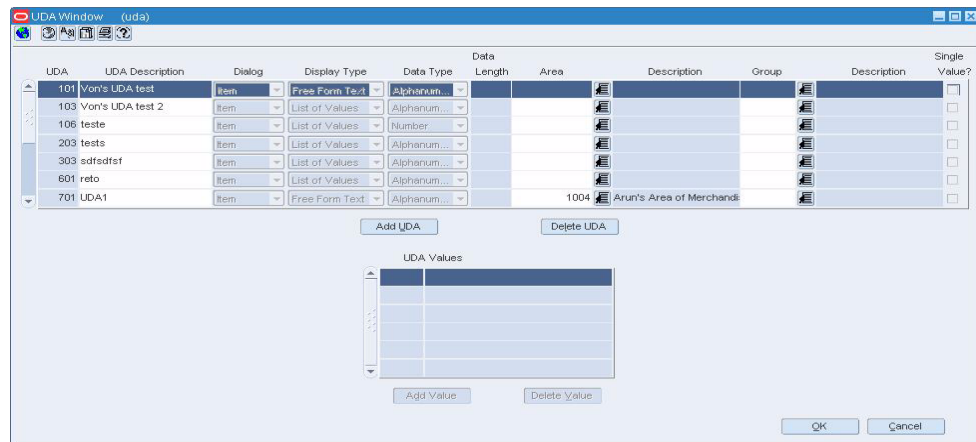 UDA Window (uda)
Data Single
UDA UDA Description Dialog Display Type Data Type Length Area Description Group Description Value?
101 Von's UDA test Item Free Form Text Alphanum...
103 Von's UDA test 2 Item List of Values Alphanum...
106 teste Item List of Values Number
203 tests Item List of Values Alphanum...
303 sdfsdfsf Item List of Values Alphanum...
601 reto Item List of Values Alphanum...
701 UDA1 Item Free Form Text Alphanum... 1004 Arun's Area of Merchandi
Add UDA Delete UDA
UDA Values
Add Value Delete Value
OK Cancel